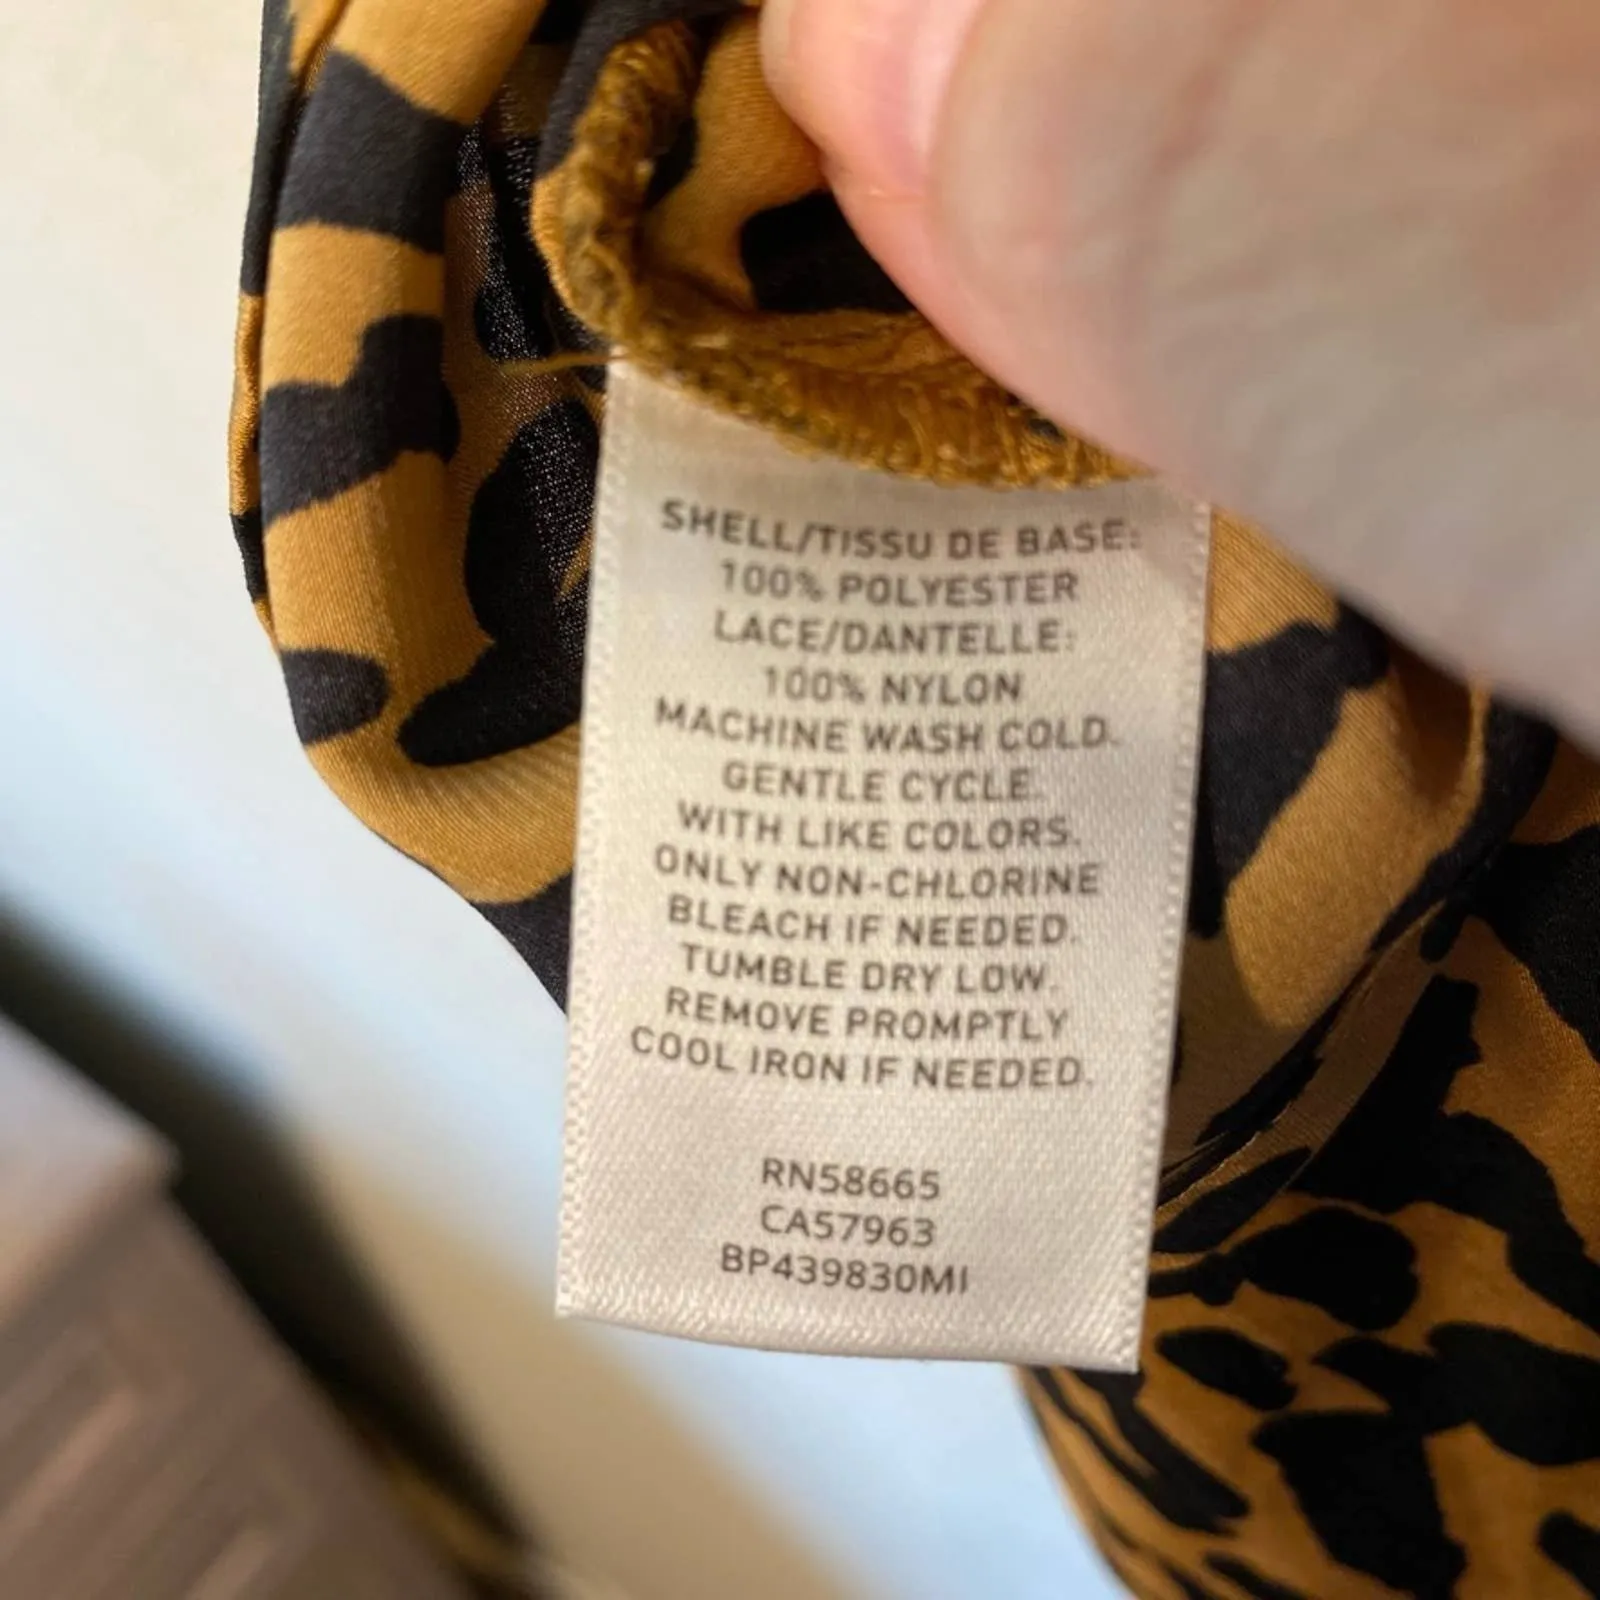 SHELL/TISSU DE BASE:
100% POLYESTER
LACE/DANTELLE:
100% NYLON
MACHINE WASH COLD.
GENTLE CYCLE.
WITH LIKE COLORS.
ONLY NON-CHLORINE
BLEACH IF NEEDED.
TUMBLE DRY LOW.
REMOVE PROMPTLY
COOL IRON IF NEEDED.
RN58665
CA57963
BP439830MI